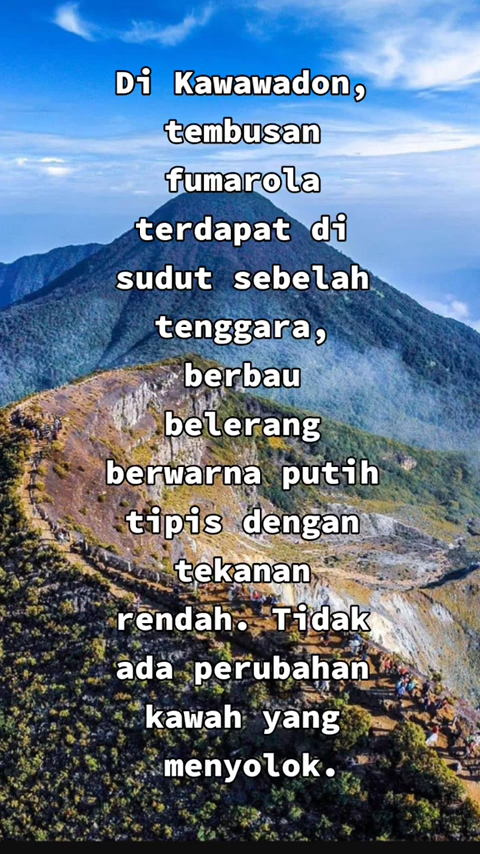 Di Kawawadon,
tembusan
fumarola
terdapat di
sudut sebelah
tenggara,
berbau
belerang
berwarna putih
tipis dengan
tekanan
rendah. Tidak
ada perubahan
kawah yang
menyolok.